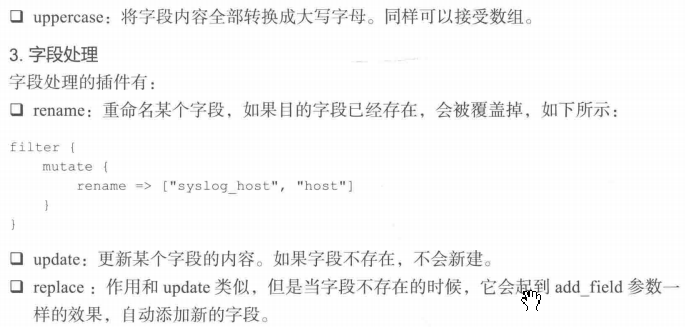 ❑ uppercase：将字段内容全部转换成大写字母。同样可以接受数组。
3. 字段处理
字段处理的插件有：
❑ rename：重命名某个字段，如果目的字段已经存在，会被覆盖掉，如下所示：
filter {
    mutate {
        rename => ["syslog_host", "host"]
    }
}
❑ update：更新某个字段的内容。如果字段不存在，不会新建。
❑ replace ：作用和 update 类似，但是当字段不存在的时候，它会起到 add_field 参数一
样的效果，自动添加新的字段。